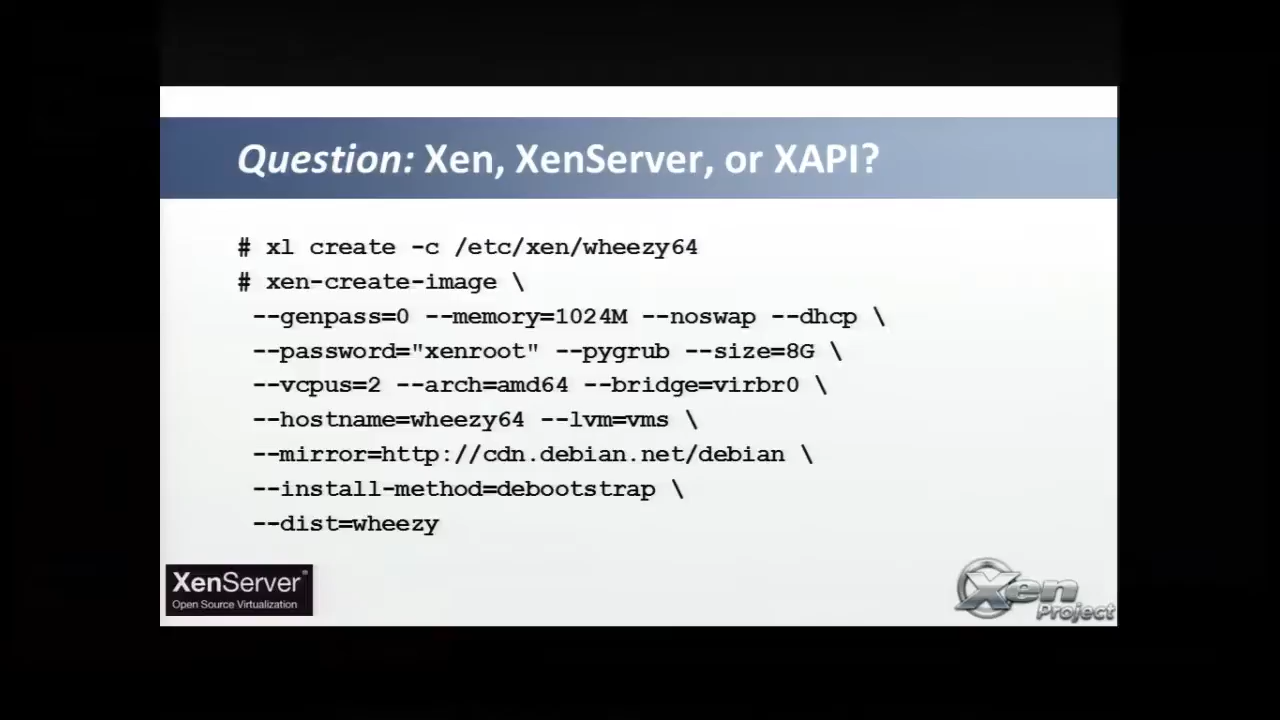 Question: Xen, XenServer, or XAPI?
# xl create -c /etc/xen/wheezy64
# xen-create-image \
--genpass=0 --memory=1024M --noswap --dhcp \
--password="xenroot" --pygrub --size=8G \
--vcpus=2 --arch=amd64 --bridge=virbr0 \
--hostname=wheezy64 --lvm=vms \
--mirror=http://cdn.debian.net/debian \
--install-method=debootstrap \
--dist=wheezy
XenServer
Open Source Virtualization
Xen
Project